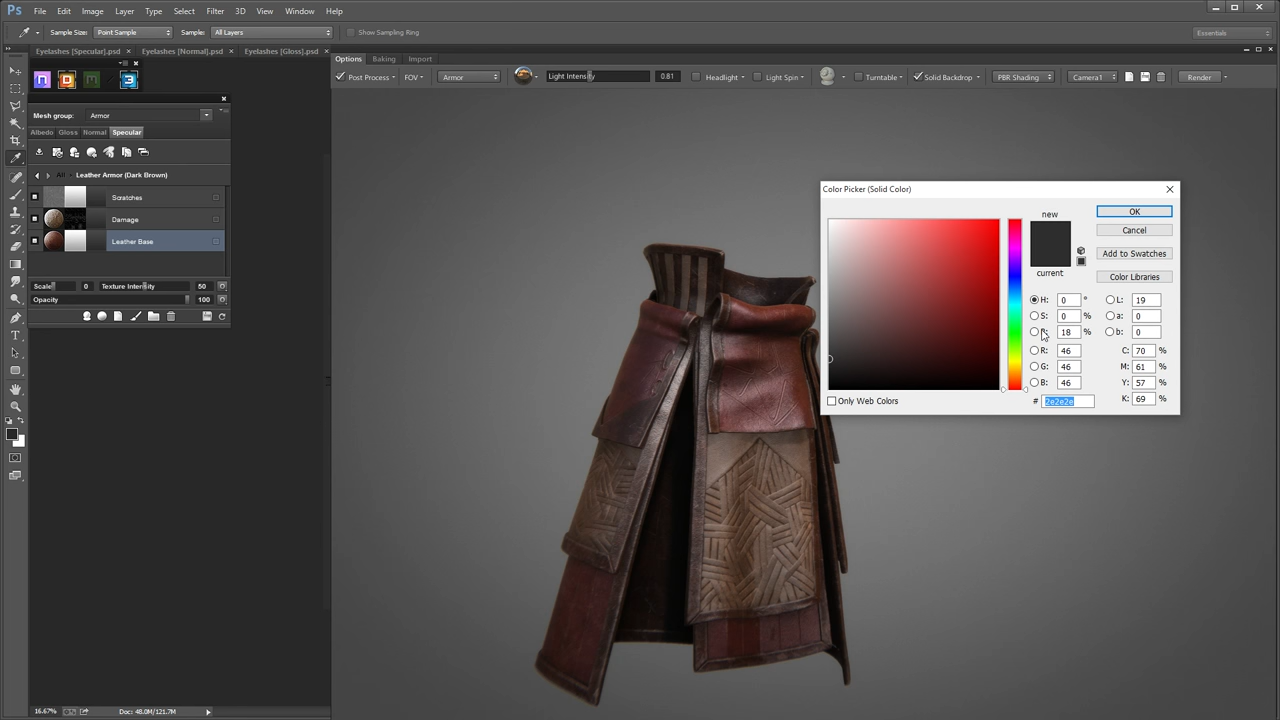 Ps File Edit Image Layer Type Select Filter 3D View Window Help
Sample Size: Point Sample Sample: All Layers Show Sampling Ring Essentials
Eyelashes [Specular].psd Eyelashes [Normal].psd Eyelashes [Gloss].psd
Options Baking Import
Post Process FOV Armor Light Intensity 0.81 Headlight Light Spin Turntable Solid Backdrop PBR Shading Camera1 Render
Mesh group: Armor
Albedo Gloss Normal Specular
All Leather Armor (Dark Brown)
Scratches
Damage
Leather Base
Scale 0 Texture Intensity 50
Opacity 100
Color Picker (Solid Color)
new
current
OK
Cancel
Add to Swatches
Color Libraries
H: 0 ° L: 19
S: 0 % a: 0
18 % b: 0
R: 46 C: 70 %
G: 46 M: 61 %
B: 46 Y: 57 %
# 2e2e2e K: 69 %
Only Web Colors
16.67% Doc: 48.0M/121.7M